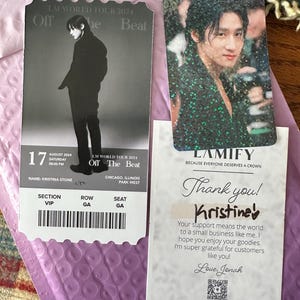 I.M WORLD TOUR 2024
Off The Beat
17
AUGUST 2024
SATURDAY
08:00 PM
I.M WORLD TOUR 2024
Off The Beat
NAME: KRISTINA STONE
CHICAGO, ILLINOIS
PARK WEST
SECTION
VIP
ROW
GA
SEAT
GA
LAMIFY
BECAUSE EVERYONE DESERVES A CROWN
Thank you!
Kristine
Your support means the world
to a small business like me. I
hope you enjoy your goodies.
I'm super grateful for customers
like you!
Love Jenah